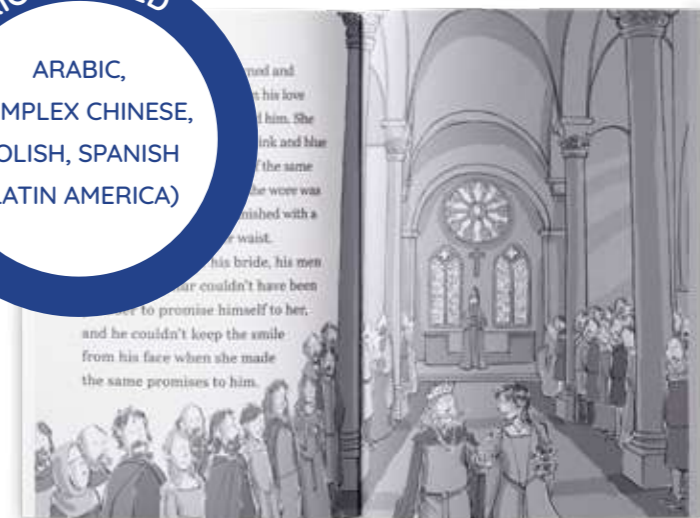 ARABIC,
MPLEX CHINESE,
OLISH, SPANISH
LATIN AMERICA)
ned and
his love
him. She
ink and blue
the same
he wore was
nished with a
waist.
his bride, his men
ur couldn't have been
to promise himself to her,
and he couldn't keep the smile
from his face when she made
the same promises to him.